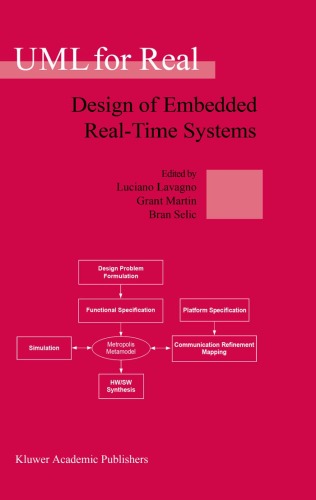 UML for Real
Design of Embedded
Real-Time Systems
Edited by
Luciano Lavagno
Grant Martin
Bran Selic
Design Problem
Formulation
Functional Specification
Platform Specification
Simulation
Metropolis
Metamodel
Communication Refinement
Mapping
HW/SW
Synthesis
Kluwer Academic Publishers